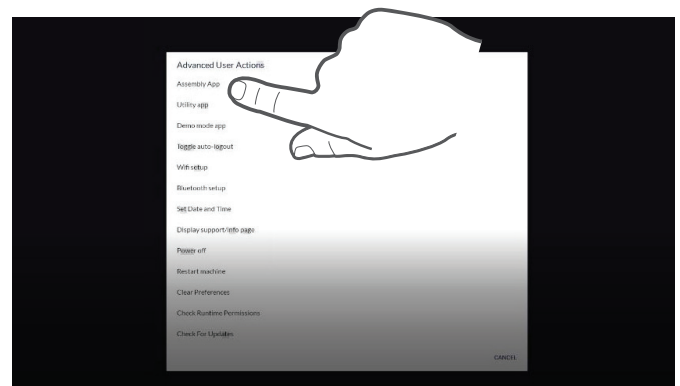 Advanced User Actions
Assembly App
Utility app
Demo mode app
Toggle auto-logout
Wifi setup
Bluetooth setup
Set Date and Time
Display support/info page
Power off
Restart machine
Clear Preferences
Check Runtime Permissions
Check For Updates
CANCEL